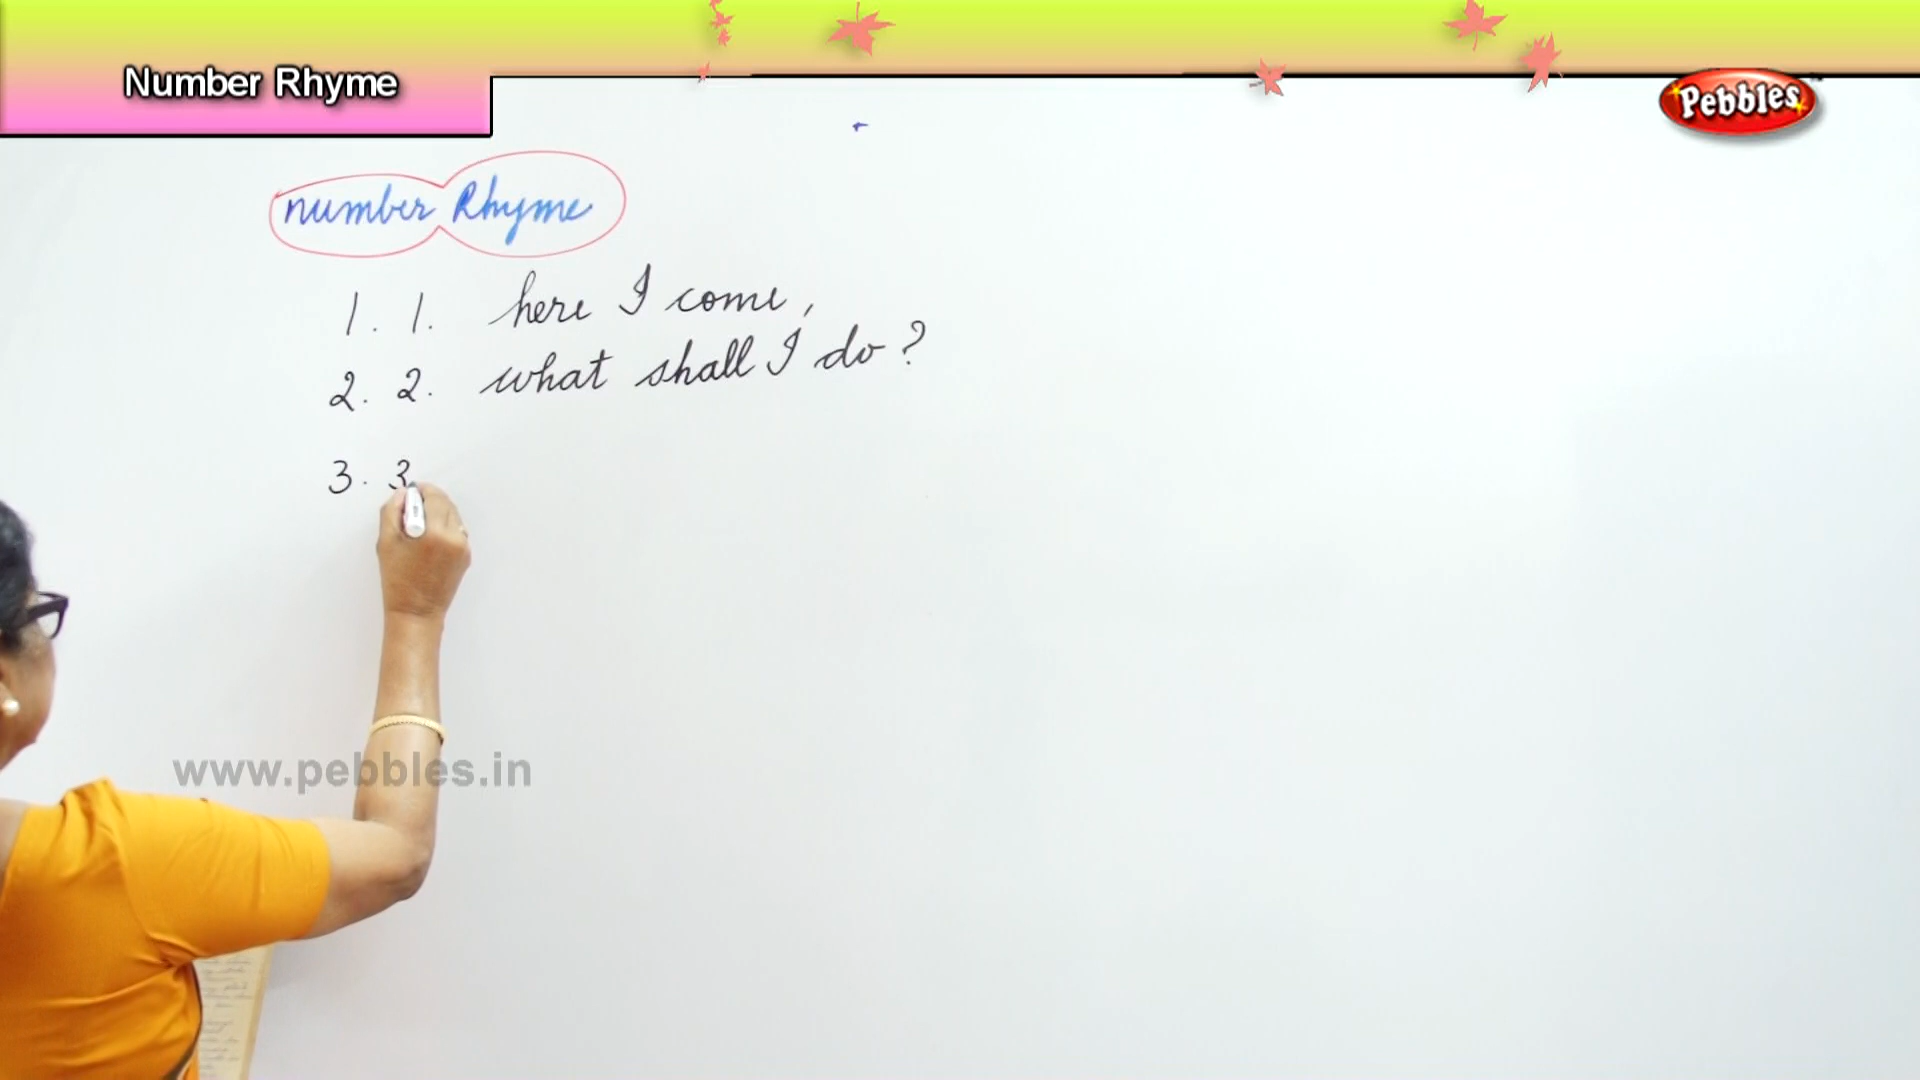 Number Rhyme
Pebbles
number Rhyme
1. 1. here I come,
2. 2. what shall I do?
3. 3
www.pebbles.in